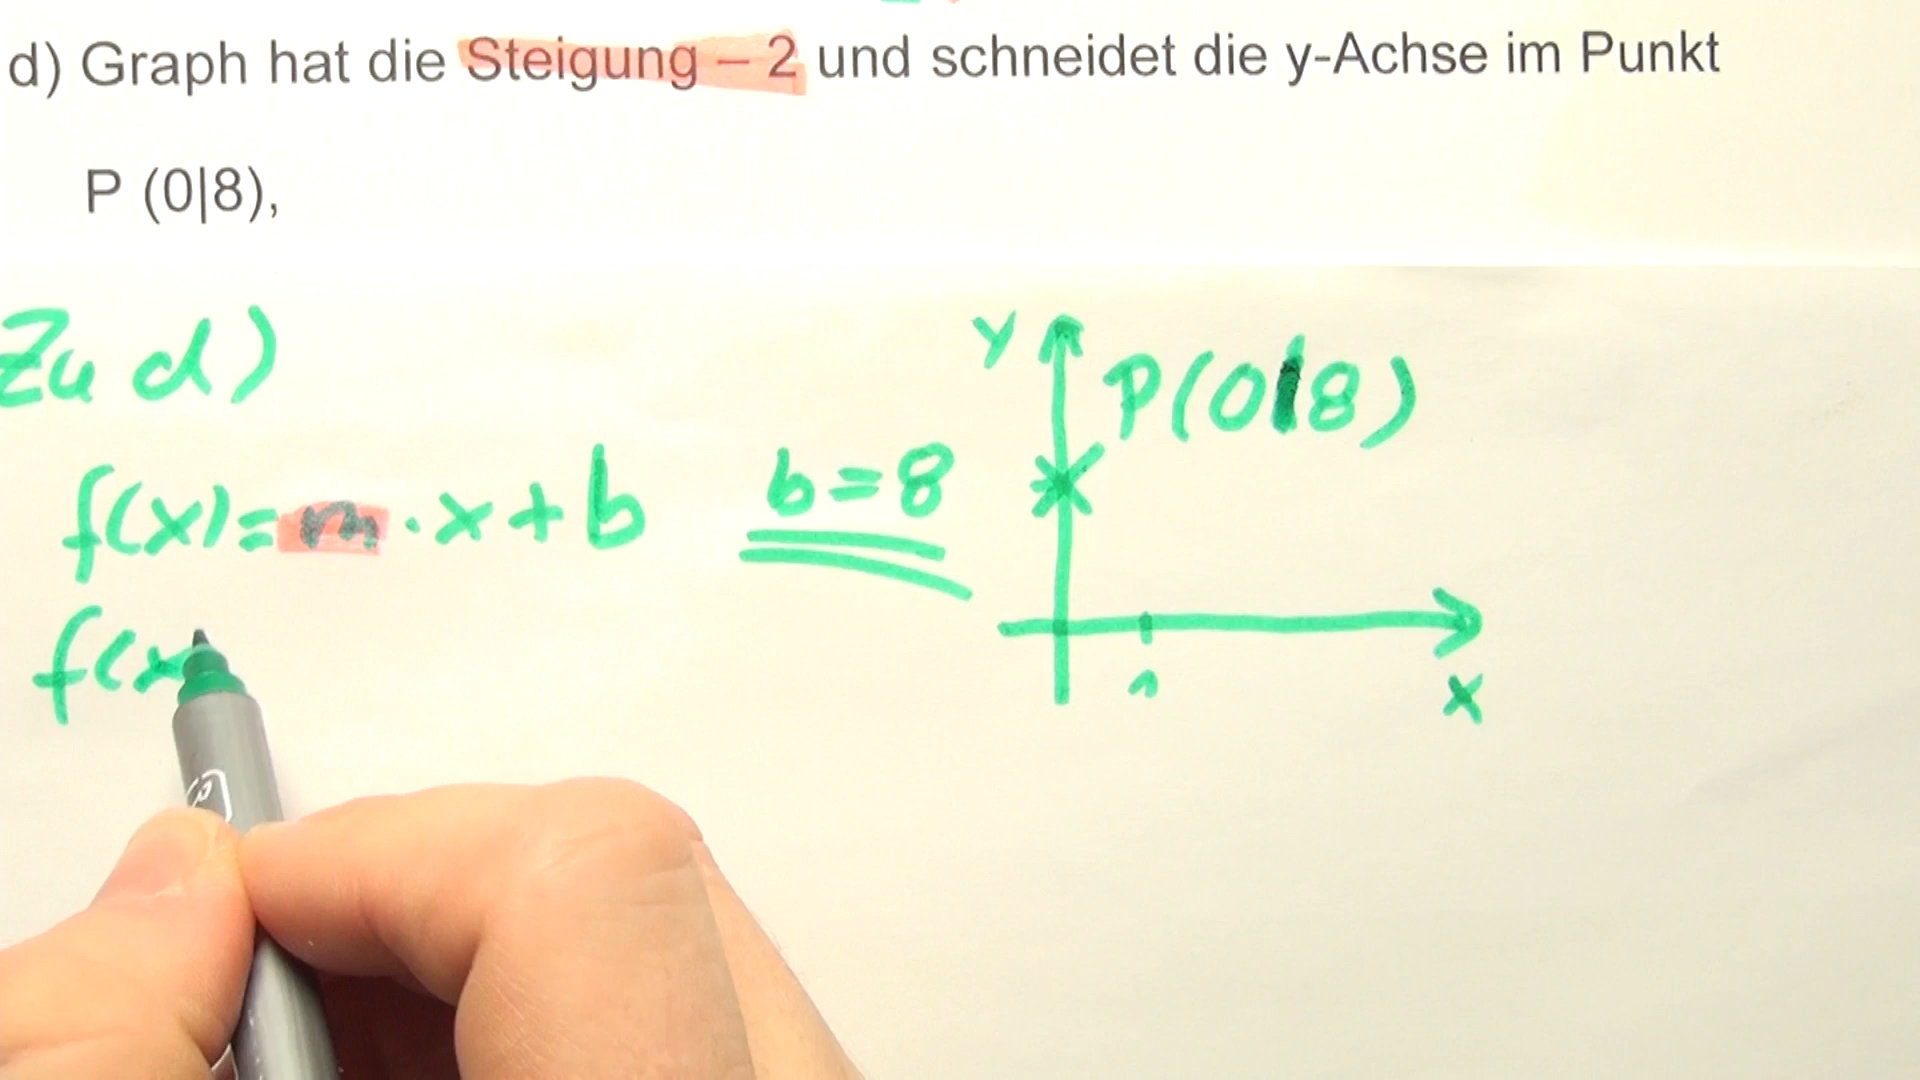 d) Graph hat die Steigung – 2 und schneidet die y-Achse im Punkt
P (0|8),
Zu d)
f(x)=m·x+b
b=8
y
P(0|8)
1
x
f(x